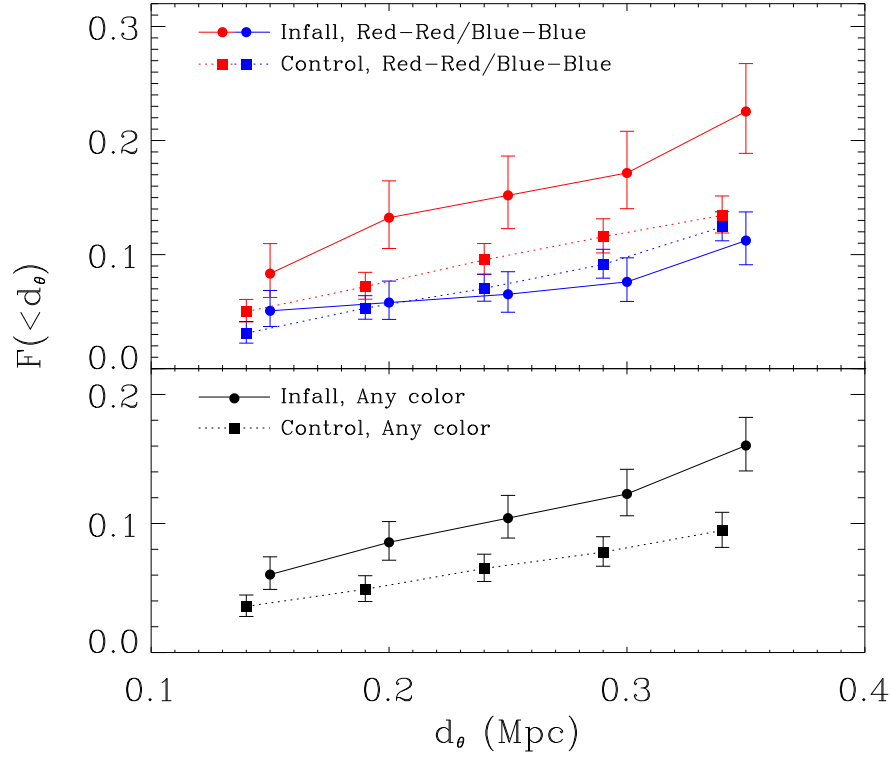 0.3
Infall, Red-Red/Blue-Blue
Control, Red-Red/Blue-Blue
0.2
0.1
0.0
F(<dθ)
Infall, Any color
Control, Any color
0.2
0.1
0.0
0.1 0.2 0.3 0.4
dθ (Mpc)